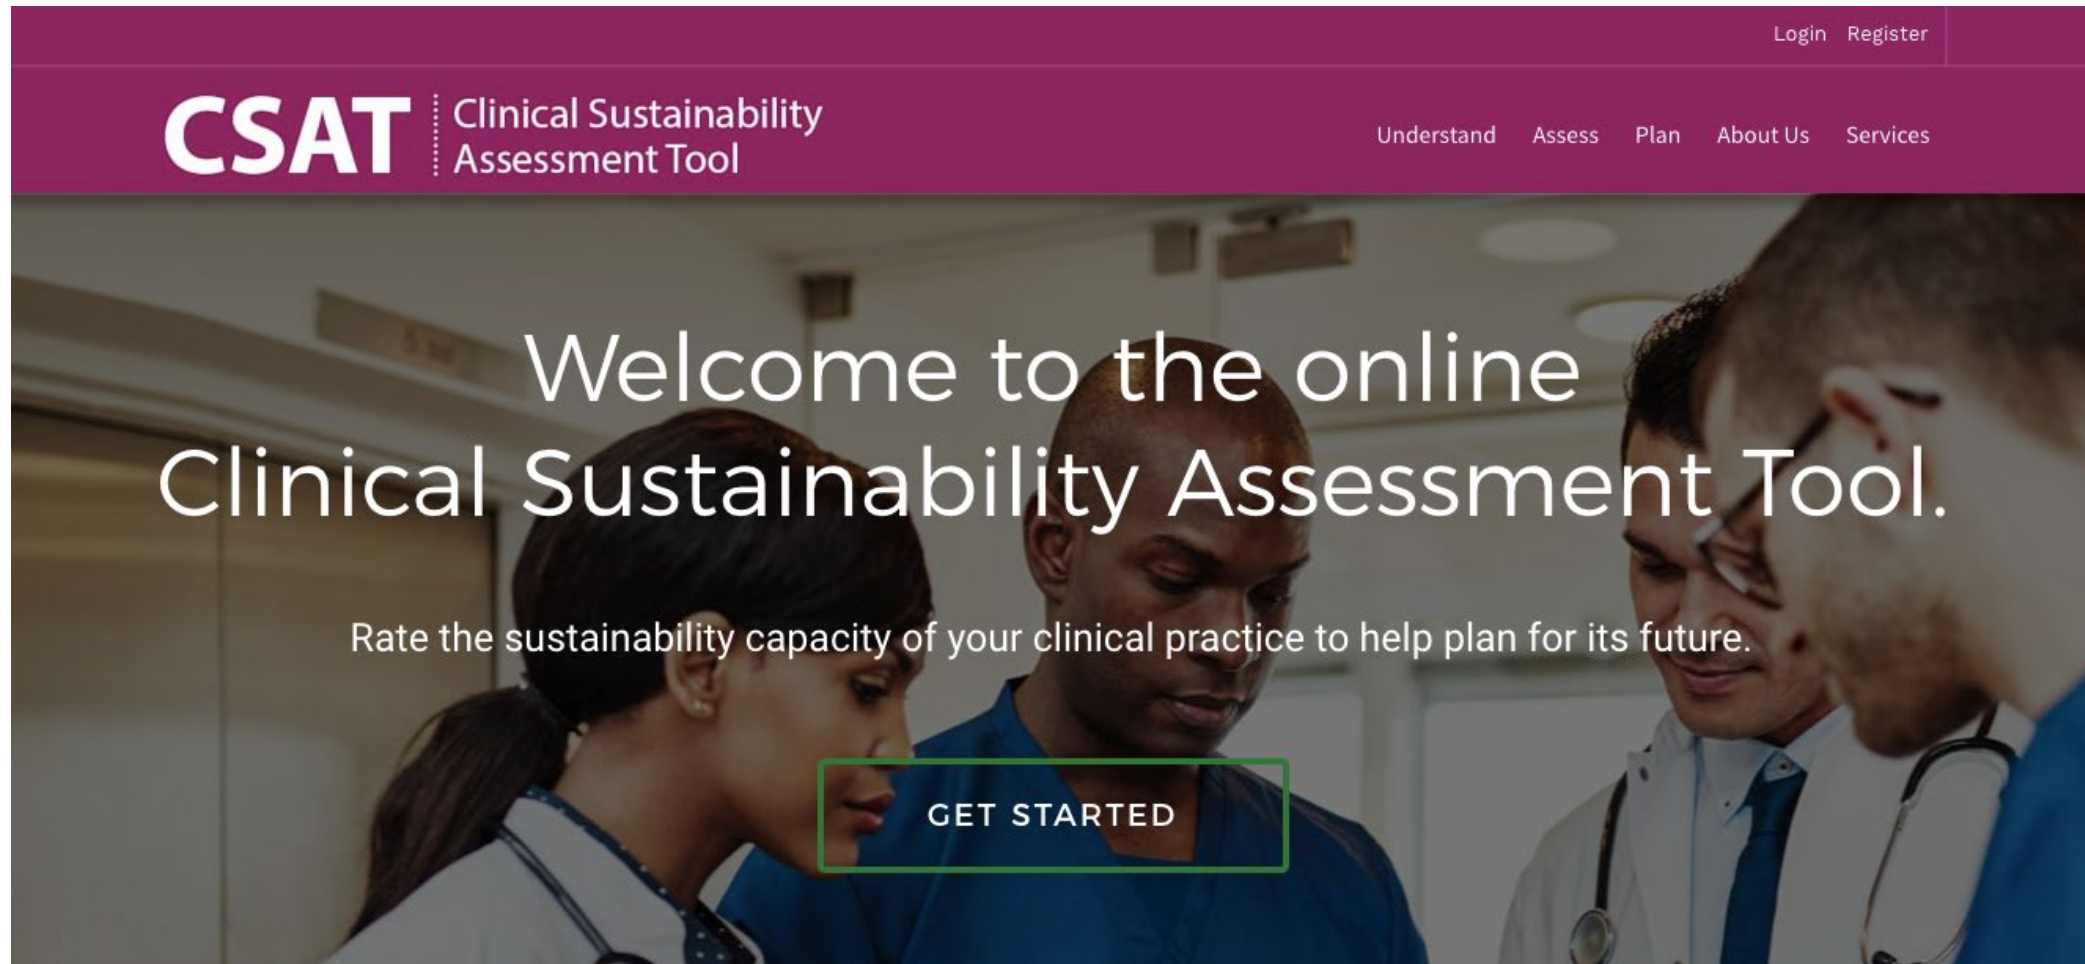 Login Register
CSAT Clinical Sustainability
Assessment Tool
Understand Assess Plan About Us Services
Welcome to the online
Clinical Sustainability Assessment Tool.
Rate the sustainability capacity of your clinical practice to help plan for its future.
GET STARTED